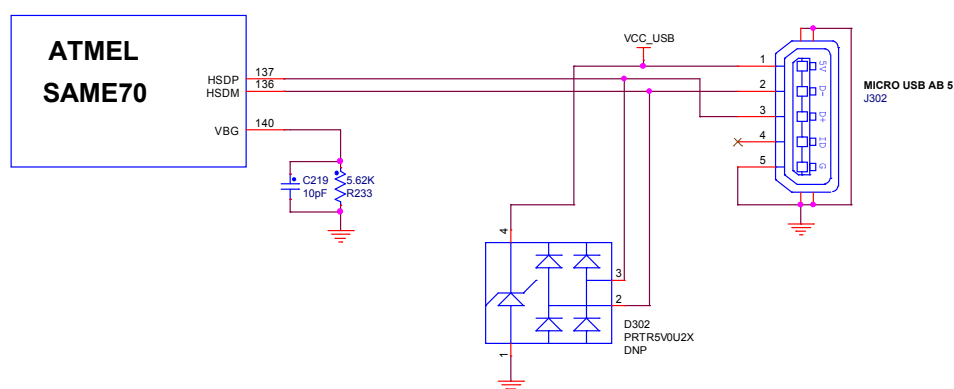 ATMEL
SAME70
HSDP
137
HSDM
136
VBG
140
C219
10pF
5.62K
R233
VCC_USB
1
2
3
4
5
5V
D-
D+
ID
G
MICRO USB AB 5
J302
4
3
2
1
D302
PRTR5V0U2X
DNP